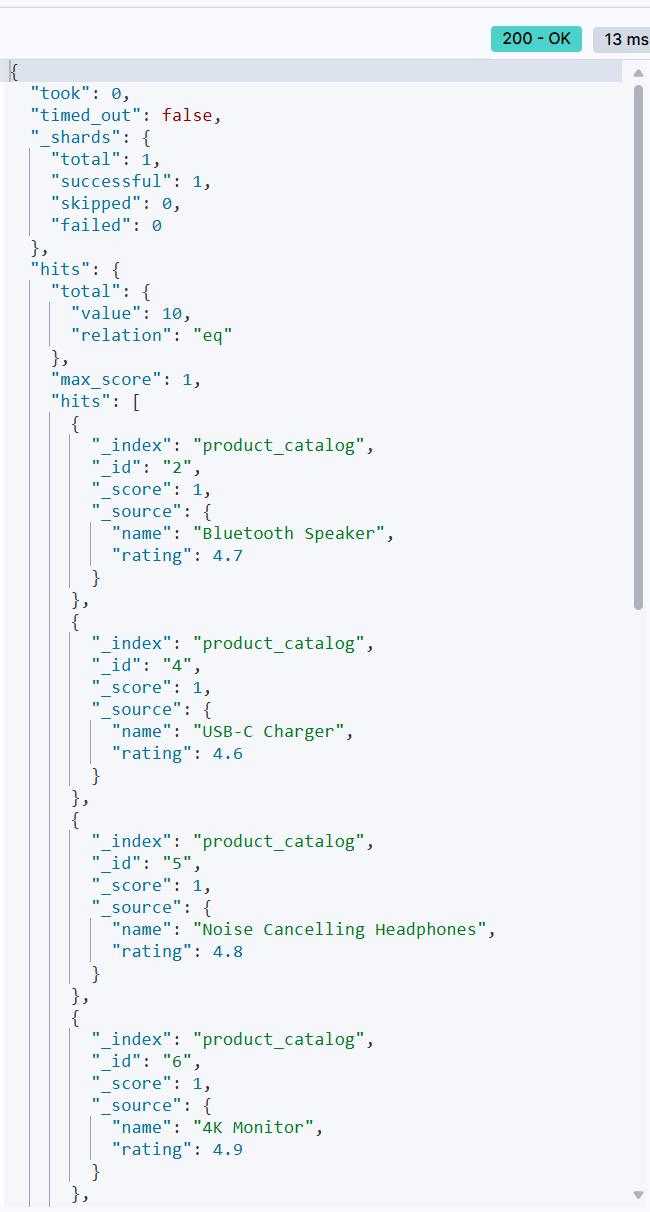 200 - OK 13 ms
{
  "took": 0,
  "timed_out": false,
  "_shards": {
    "total": 1,
    "successful": 1,
    "skipped": 0,
    "failed": 0
  },
  "hits": {
    "total": {
      "value": 10,
      "relation": "eq"
    },
    "max_score": 1,
    "hits": [
      {
        "_index": "product_catalog",
        "_id": "2",
        "_score": 1,
        "_source": {
          "name": "Bluetooth Speaker",
          "rating": 4.7
        }
      },
      {
        "_index": "product_catalog",
        "_id": "4",
        "_score": 1,
        "_source": {
          "name": "USB-C Charger",
          "rating": 4.6
        }
      },
      {
        "_index": "product_catalog",
        "_id": "5",
        "_score": 1,
        "_source": {
          "name": "Noise Cancelling Headphones",
          "rating": 4.8
        }
      },
      {
        "_index": "product_catalog",
        "_id": "6",
        "_score": 1,
        "_source": {
          "name": "4K Monitor",
          "rating": 4.9
        }
      },